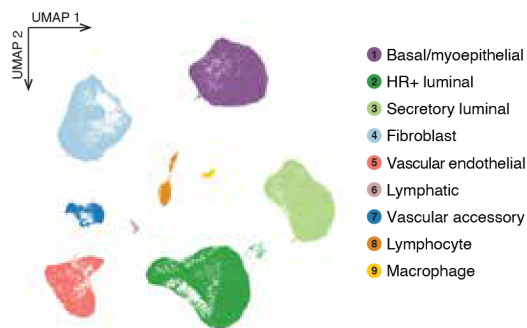 UMAP 1
UMAP 2
1 Basal/myoepithelial
2 HR+ luminal
3 Secretory luminal
4 Fibroblast
5 Vascular endothelial
6 Lymphatic
7 Vascular accessory
8 Lymphocyte
9 Macrophage